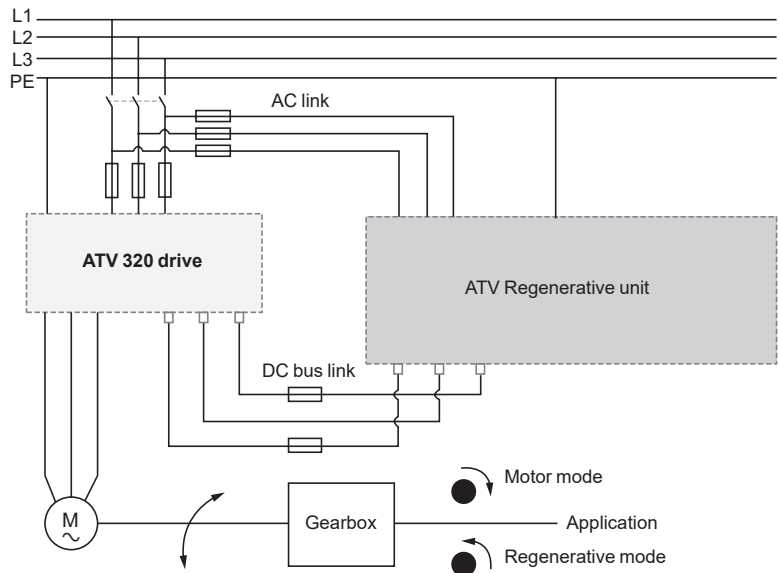 L1
L2
L3
PE
AC link
ATV 320 drive
ATV Regenerative unit
DC bus link
Motor mode
M
~
Gearbox
Application
Regenerative mode